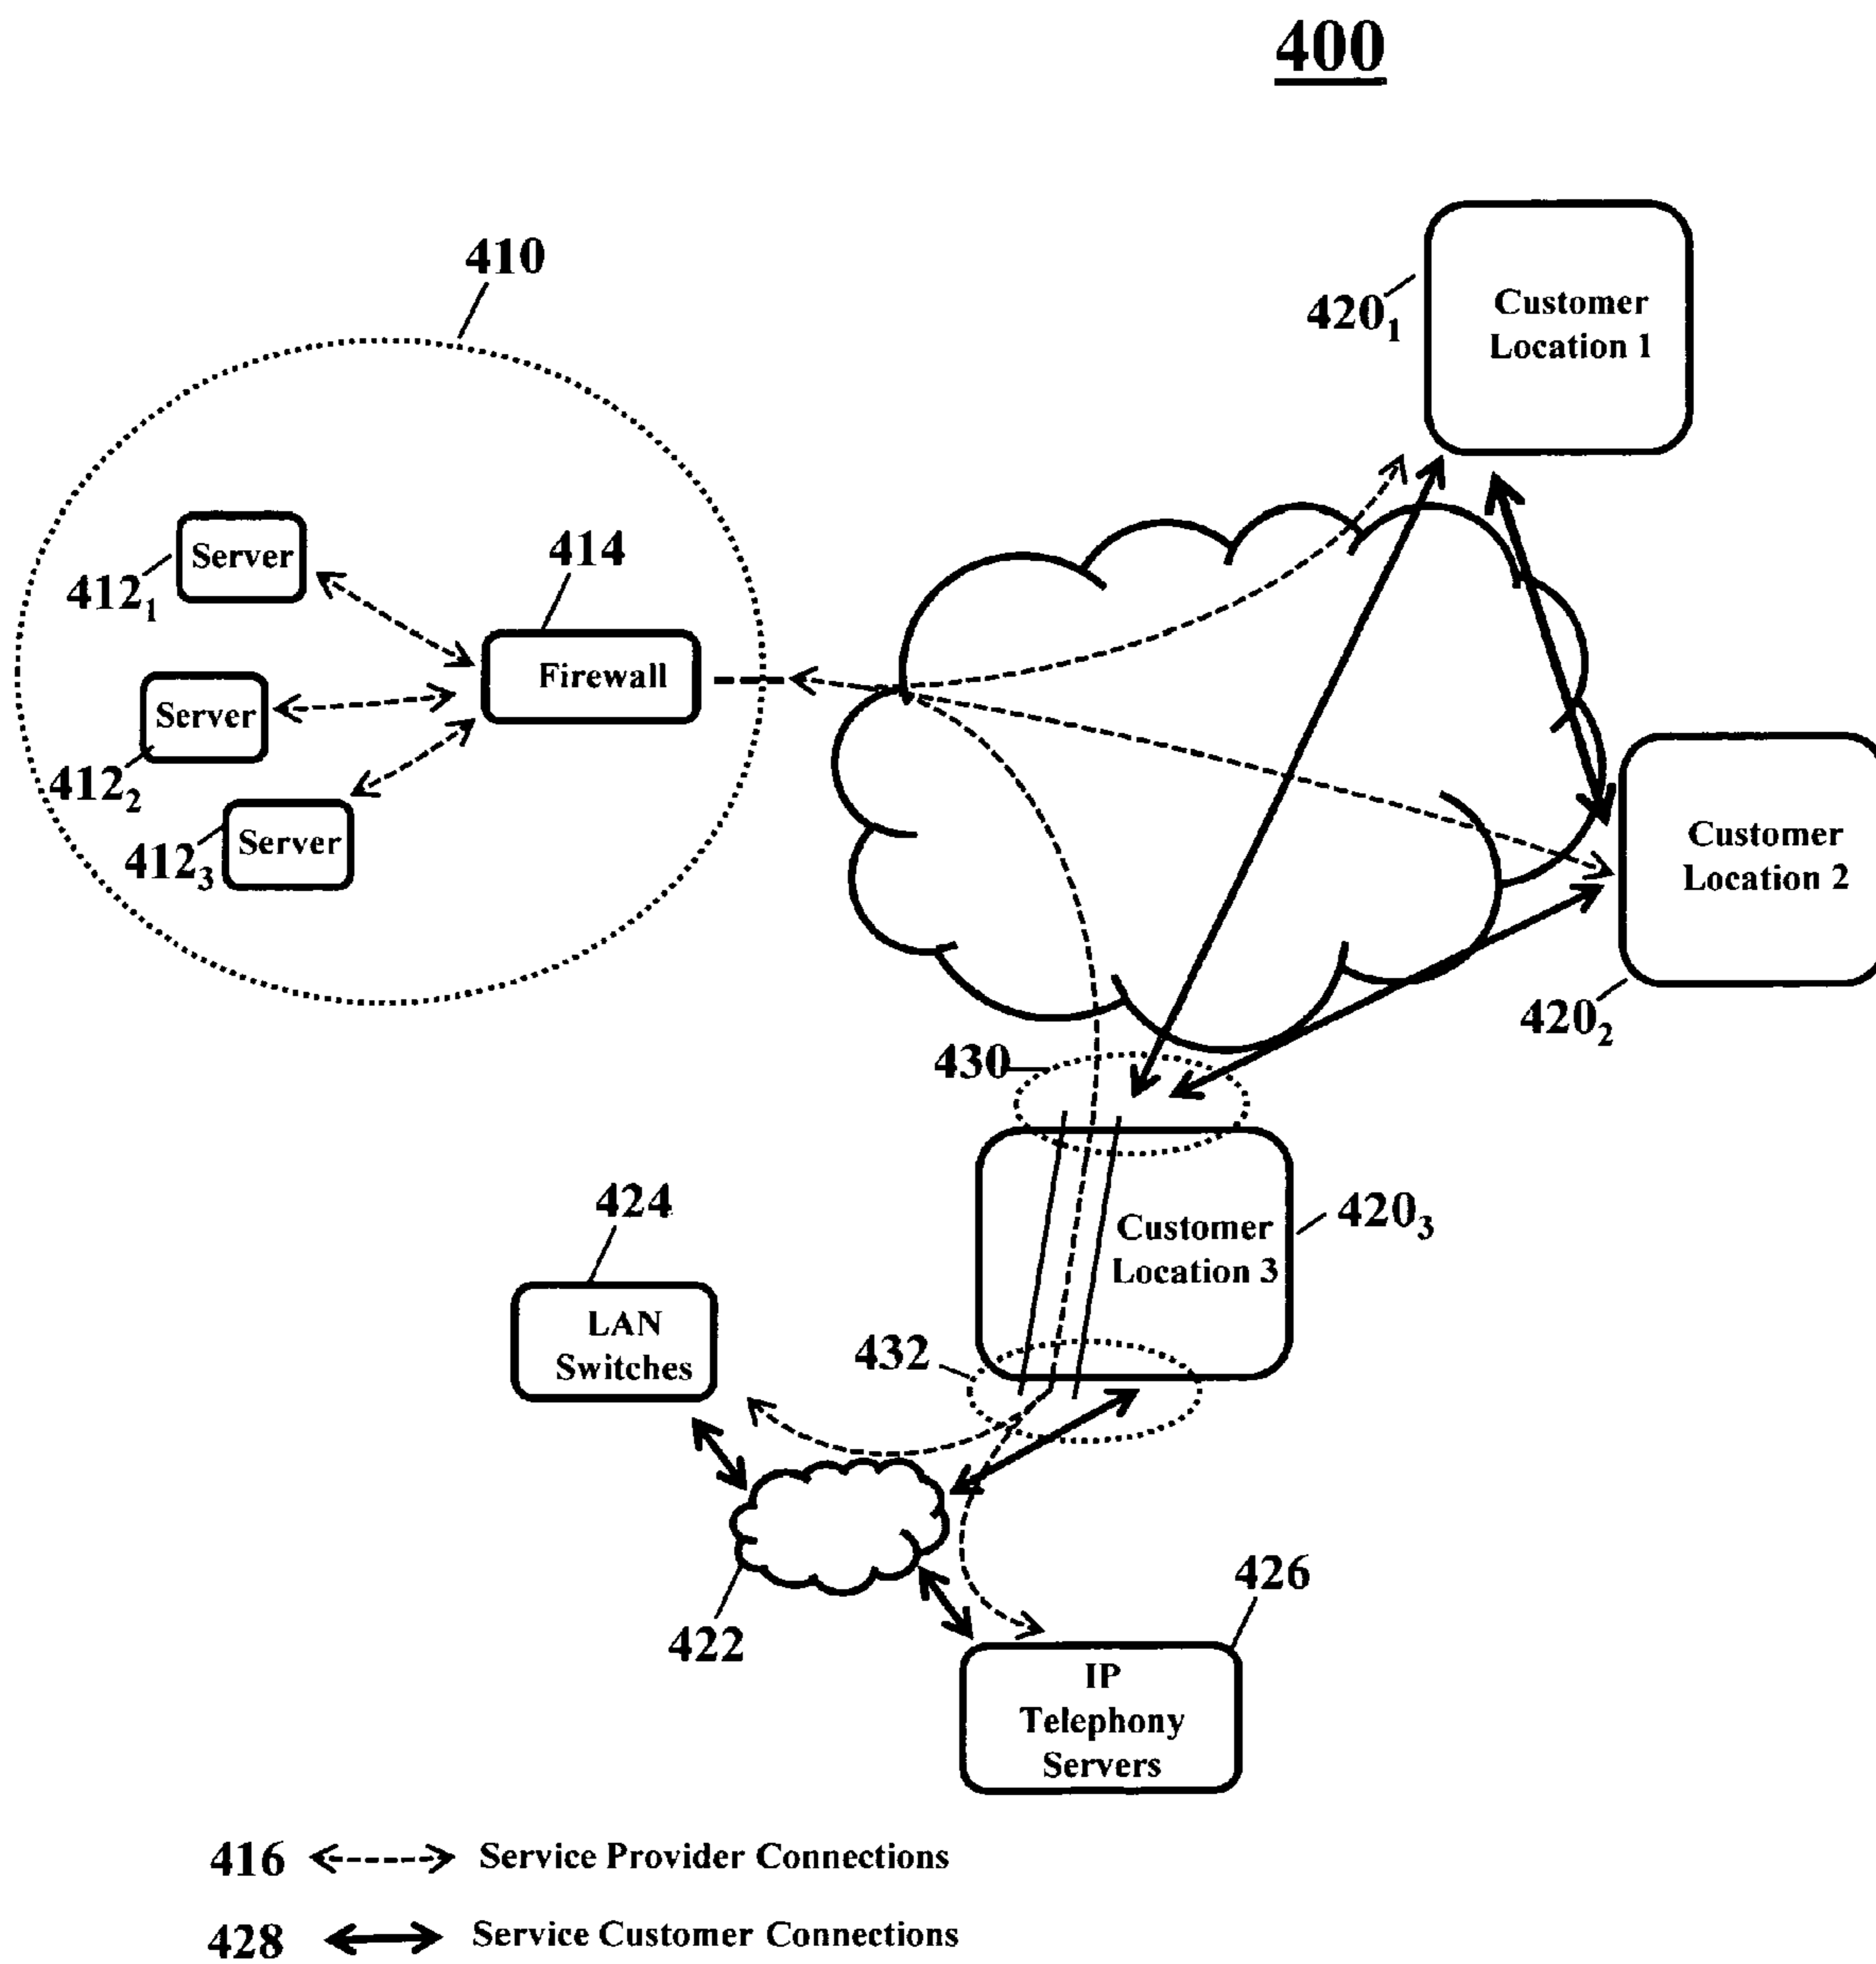 400
410
420₁
Customer
Location 1
414
Server
412₁
Firewall
Server
412₂
Server
412₃
Customer
Location 2
420₂
430
424
Customer
Location 3
420₃
LAN
Switches
432
422
426
IP
Telephony
Servers
416 Service Provider Connections
428 Service Customer Connections